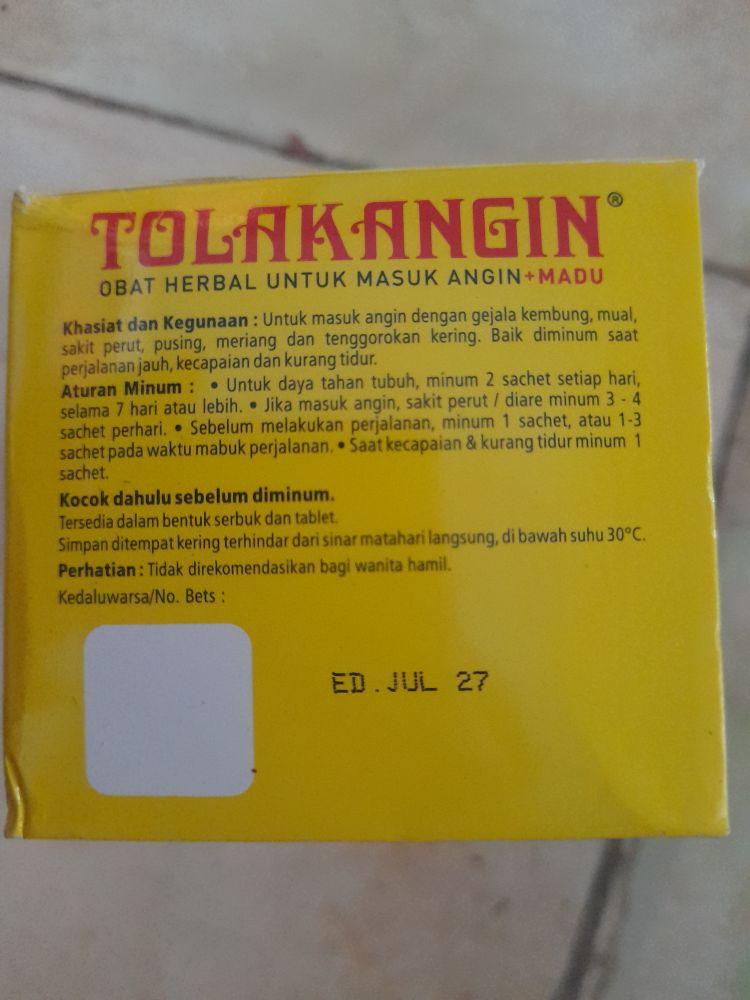 TOLAKANGIN®
OBAT HERBAL UNTUK MASUK ANGIN+MADU
Khasiat dan Kegunaan : Untuk masuk angin dengan gejala kembung, mual,
sakit perut, pusing, meriang dan tenggorokan kering. Baik diminum saat
perjalanan jauh, kecapaian dan kurang tidur.
Aturan Minum : • Untuk daya tahan tubuh, minum 2 sachet setiap hari,
selama 7 hari atau lebih. • Jika masuk angin, sakit perut / diare minum 3 - 4
sachet perhari. • Sebelum melakukan perjalanan, minum 1 sachet, atau 1-3
sachet pada waktu mabuk perjalanan. • Saat kecapaian & kurang tidur minum 1
sachet.
Kocok dahulu sebelum diminum.
Tersedia dalam bentuk serbuk dan tablet.
Simpan ditempat kering terhindar dari sinar matahari langsung, di bawah suhu 30°C.
Perhatian : Tidak direkomendasikan bagi wanita hamil.
Kedaluwarsa/No. Bets :
ED . JUL 27